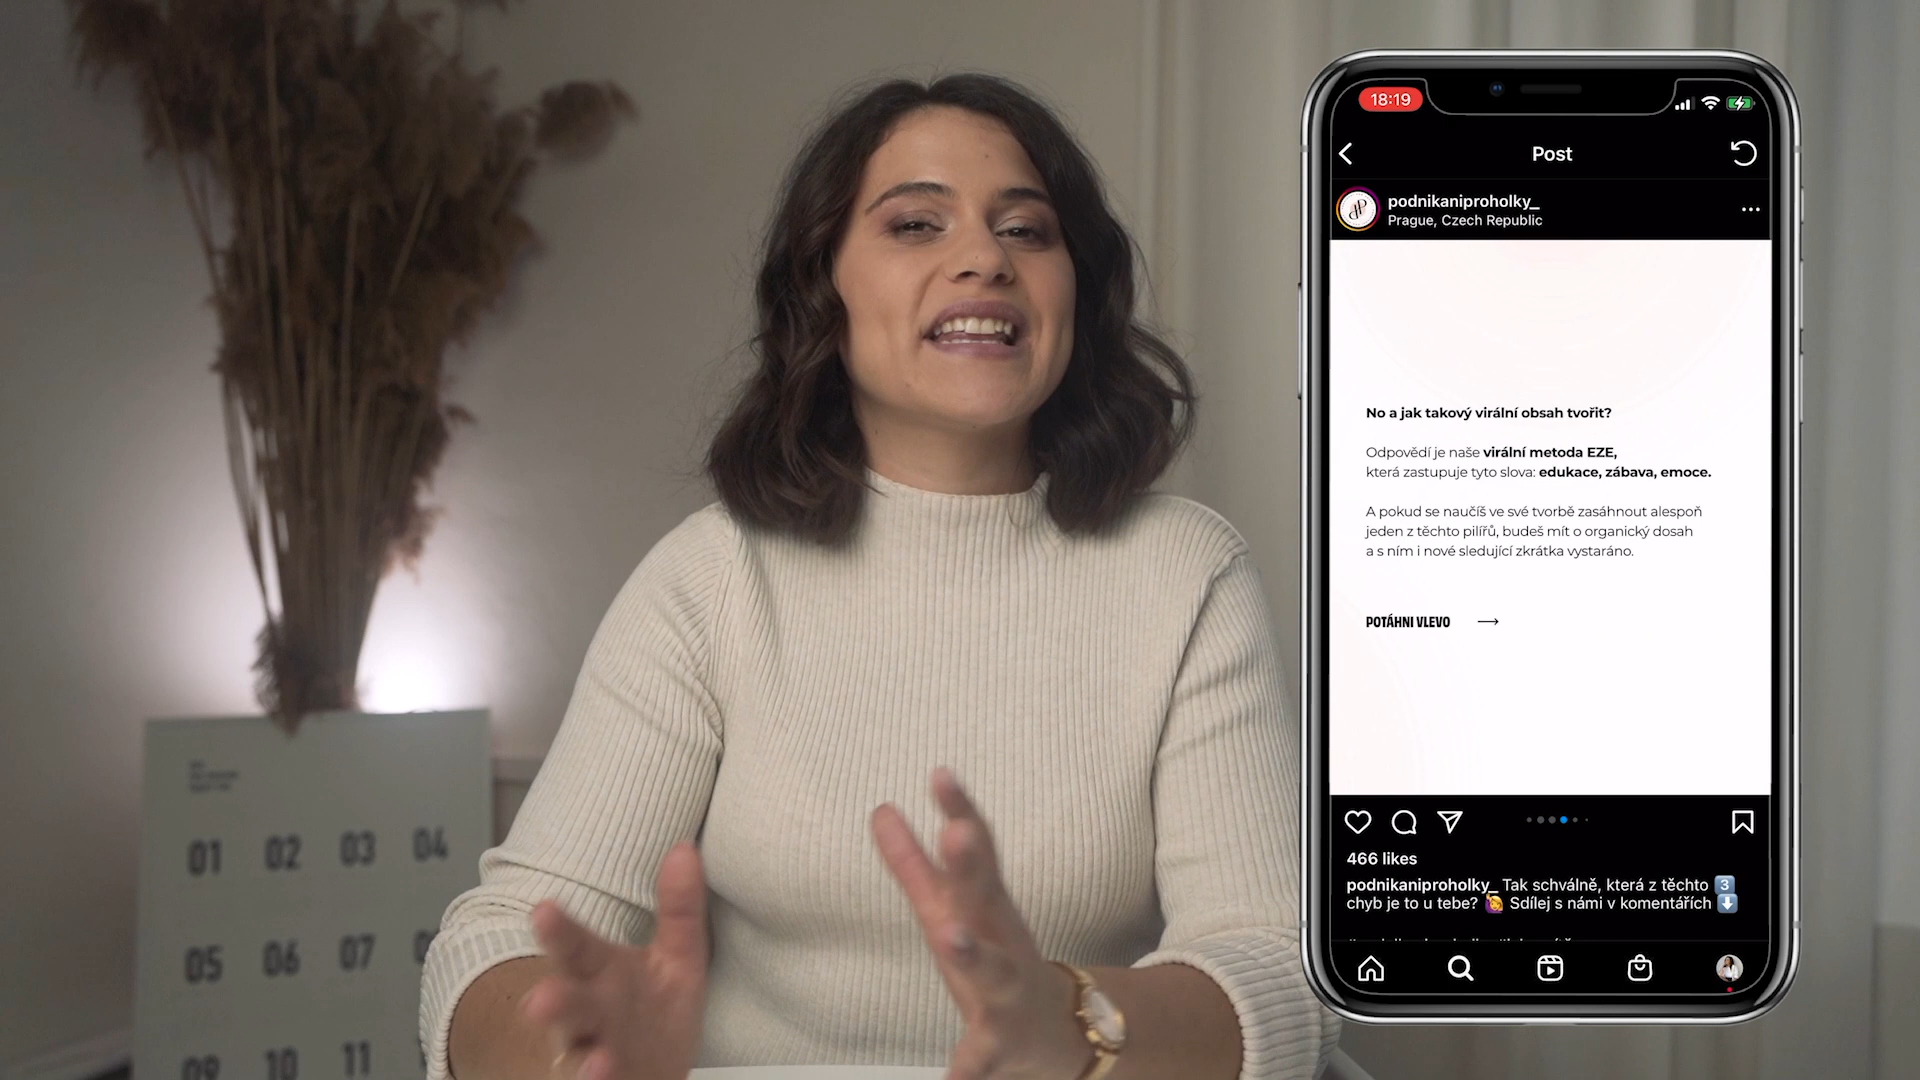 18:19
Post
podnikaniproholky_
Prague, Czech Republic
No a jak takový virální obsah tvořit?
Odpovědí je naše virální metoda EZE,
která zastupuje tyto slova: edukace, zábava, emoce.
A pokud se naučíš ve své tvorbě zasáhnout alespoň
jeden z těchto pilířů, budeš mít o organický dosah
a s ním i nové sledující zkrátka vystaráno.
POTÁHNI VLEVO →
466 likes
podnikaniproholky_ Tak schválně, která z těchto 3️⃣
chyb je to u tebe? 🙋 Sdílej s námi v komentářích ⬇️
01 02 03 04
05 06 07
09 10 11